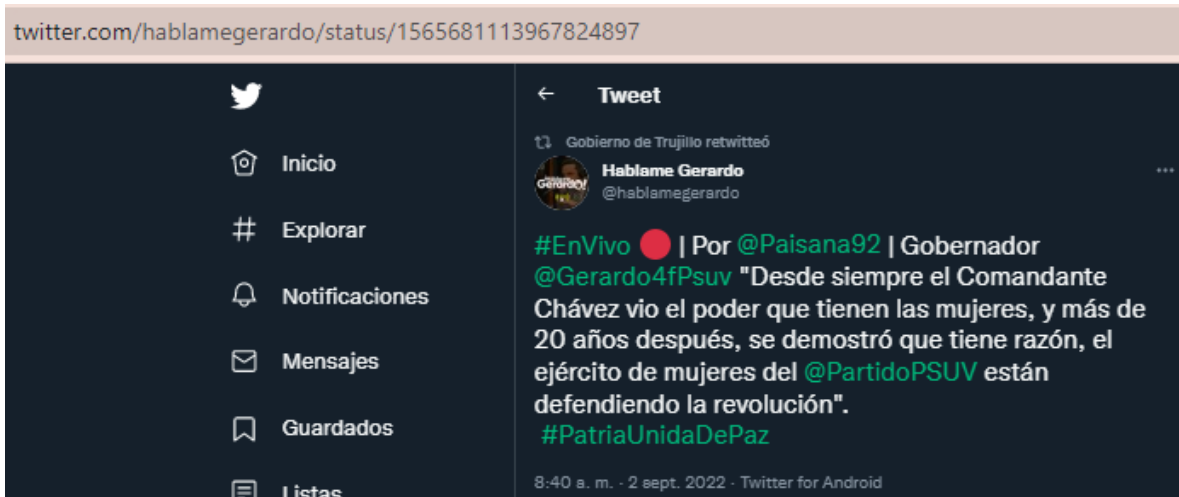 twitter.com/hablamegerardo/status/1565681113967824897
Tweet
Gobierno de Trujillo retwitteó
Inicio
Hablame Gerardo
@hablamegerardo
Explorar
#EnVivo 🔴 | Por @Paisana92 | Gobernador
@Gerardo4fPsuv "Desde siempre el Comandante
Notificaciones
Chávez vio el poder que tienen las mujeres, y más de
20 años después, se demostró que tiene razón, el
Mensajes
ejército de mujeres del @PartidoPSUV están
defendiendo la revolución".
Guardados
#PatriaUnidaDePaz
8:40 a. m. · 2 sept. 2022 · Twitter for Android
Listas